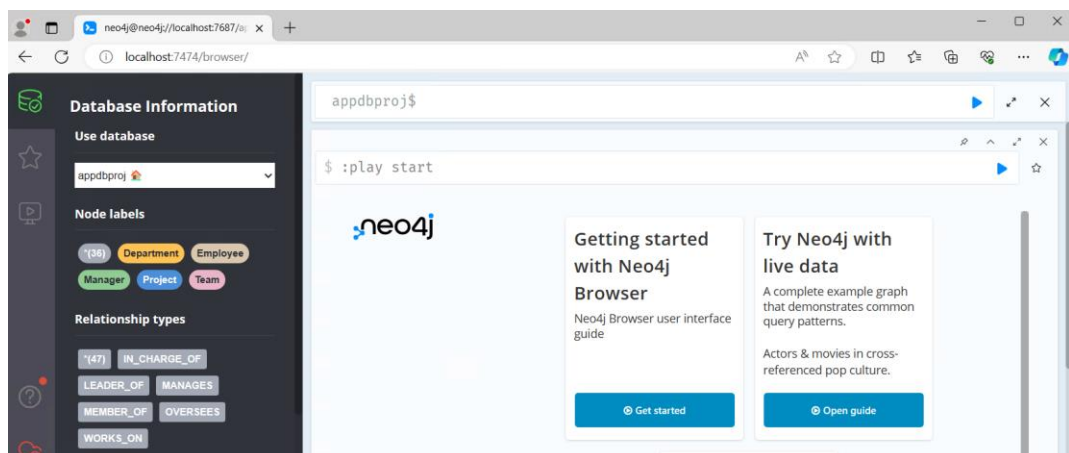 neo4j@neo4j://localhost:7687/ap
localhost:7474/browser/
Database Information
Use database
appdbproj
Node labels
*(36) Department Employee
Manager Project Team
Relationship types
*(47) IN_CHARGE_OF
LEADER_OF MANAGES
MEMBER_OF OVERSEES
WORKS_ON
appdbproj$
$ :play start
neo4j
Getting started
with Neo4j
Browser
Neo4j Browser user interface
guide
Get started
Try Neo4j with
live data
A complete example graph
that demonstrates common
query patterns.
Actors & movies in cross-
referenced pop culture.
Open guide